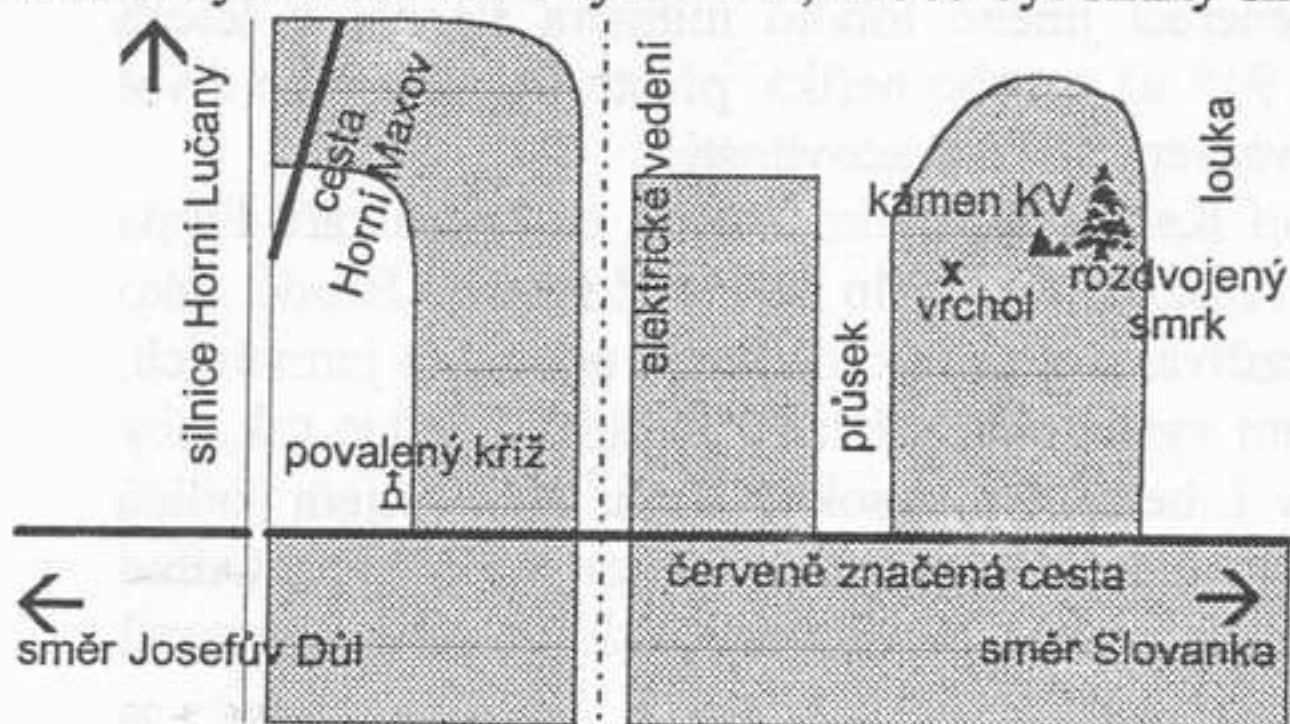 silnice Horní Lučany
cesta
Horní Maxov
elektrické vedení
louka
kámen KV
x
vrchol
rozdvojený
smrk
průsek
povalený kříž
červeně značená cesta
směr Josefův Důl
směr Slovanka